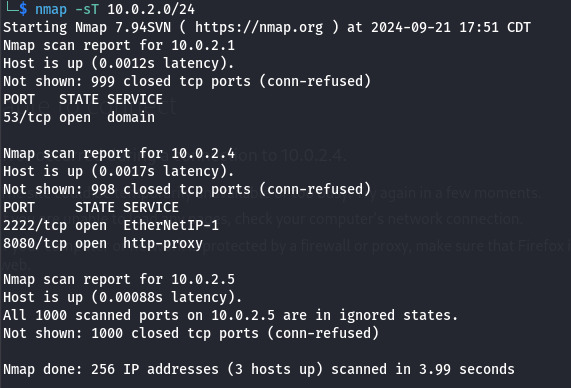 └─$ nmap -sT 10.0.2.0/24
Starting Nmap 7.94SVN ( https://nmap.org ) at 2024-09-21 17:51 CDT
Nmap scan report for 10.0.2.1
Host is up (0.0012s latency).
Not shown: 999 closed tcp ports (conn-refused)
PORT   STATE SERVICE
53/tcp open  domain

Nmap scan report for 10.0.2.4
Host is up (0.0017s latency).
Not shown: 998 closed tcp ports (conn-refused)
PORT     STATE SERVICE
2222/tcp open  EtherNetIP-1
8080/tcp open  http-proxy

Nmap scan report for 10.0.2.5
Host is up (0.00088s latency).
All 1000 scanned ports on 10.0.2.5 are in ignored states.
Not shown: 1000 closed tcp ports (conn-refused)

Nmap done: 256 IP addresses (3 hosts up) scanned in 3.99 seconds